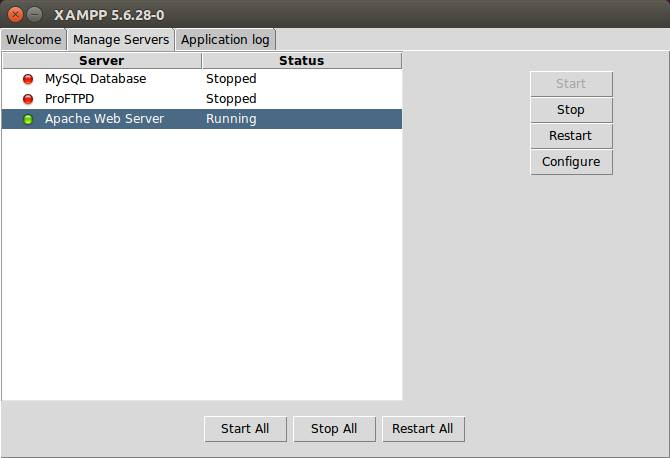 XAMPP 5.6.28-0
Welcome Manage Servers Application log
Server Status
MySQL Database Stopped
ProFTPD Stopped
Apache Web Server Running
Start
Stop
Restart
Configure
Start All Stop All Restart All